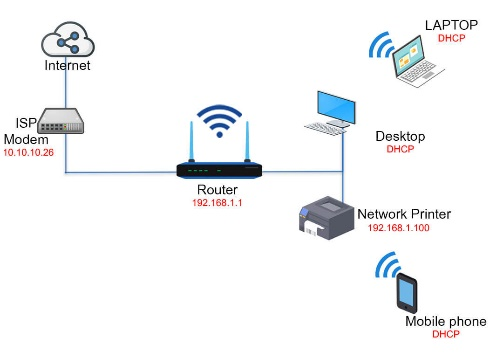 LAPTOP
DHCP
Internet
ISP
Modem
10.10.10.26
Desktop
DHCP
Router
192.168.1.1
Network Printer
192.168.1.100
Mobile phone
DHCP